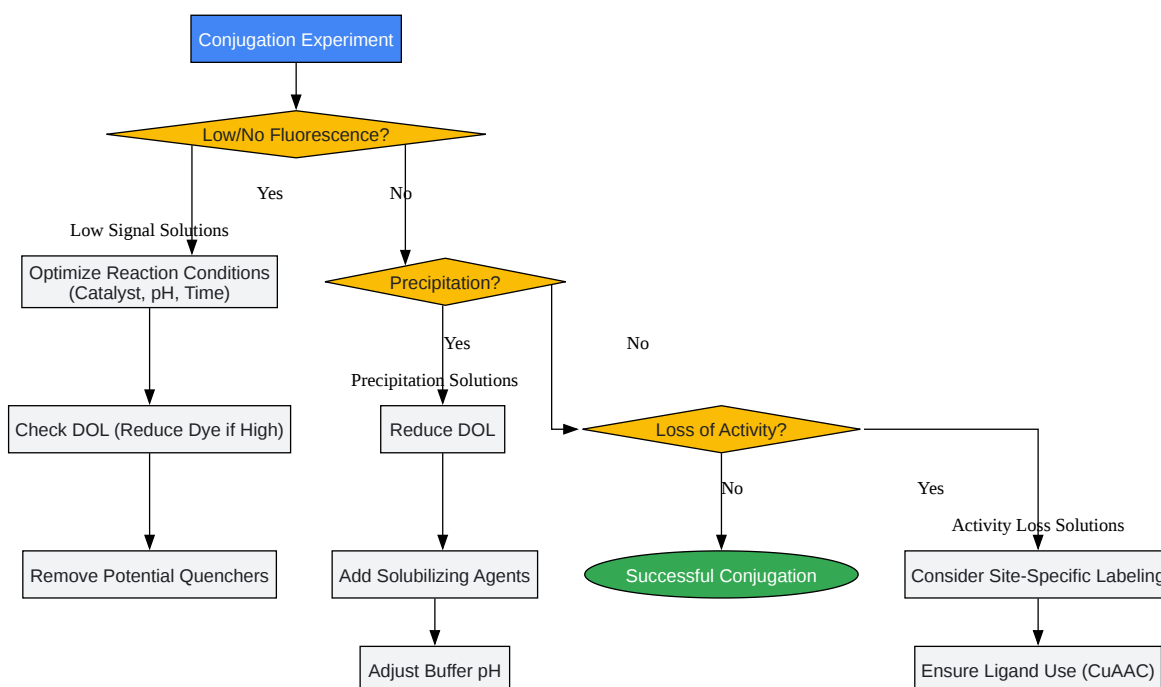 Conjugation Experiment
Low/No Fluorescence?
Yes
No
Low Signal Solutions
Optimize Reaction Conditions
(Catalyst, pH, Time)
Precipitation?
Yes
No
Precipitation Solutions
Check DOL (Reduce Dye if High)
Reduce DOL
Loss of Activity?
No
Yes
Activity Loss Solutions
Remove Potential Quenchers
Add Solubilizing Agents
Successful Conjugation
Consider Site-Specific Labeling
Adjust Buffer pH
Ensure Ligand Use (CuAAC)